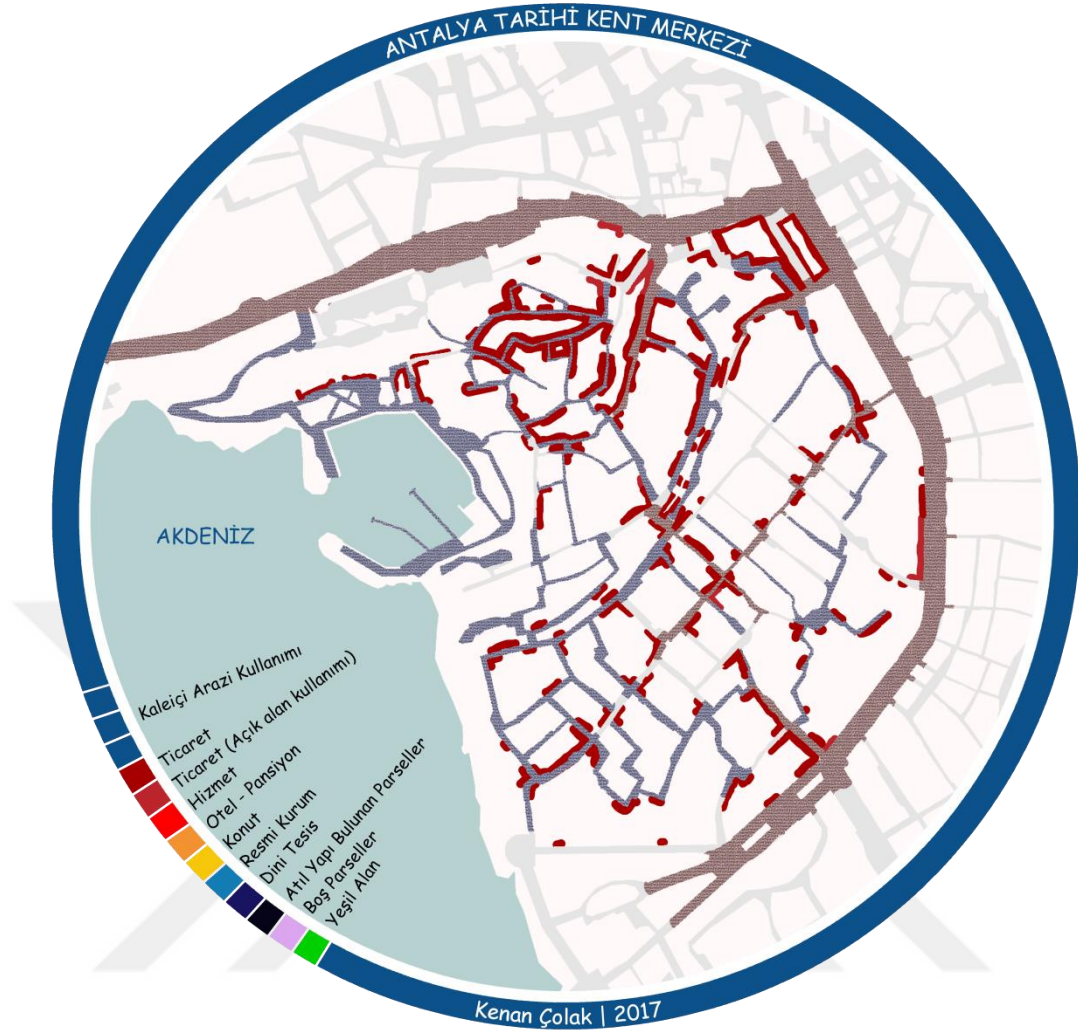 ANTALYA TARİHİ KENT MERKEZİ
AKDENİZ
Kaleiçi Arazi Kullanımı
Ticaret
Ticaret (Açık alan kullanımı)
Hizmet
Otel - Pansiyon
Konut
Resmi Kurum
Dini Tesis
Atıl Yapı Bulunan Parseller
Boş Parseller
Yeşil Alan
Kenan Çolak | 2017